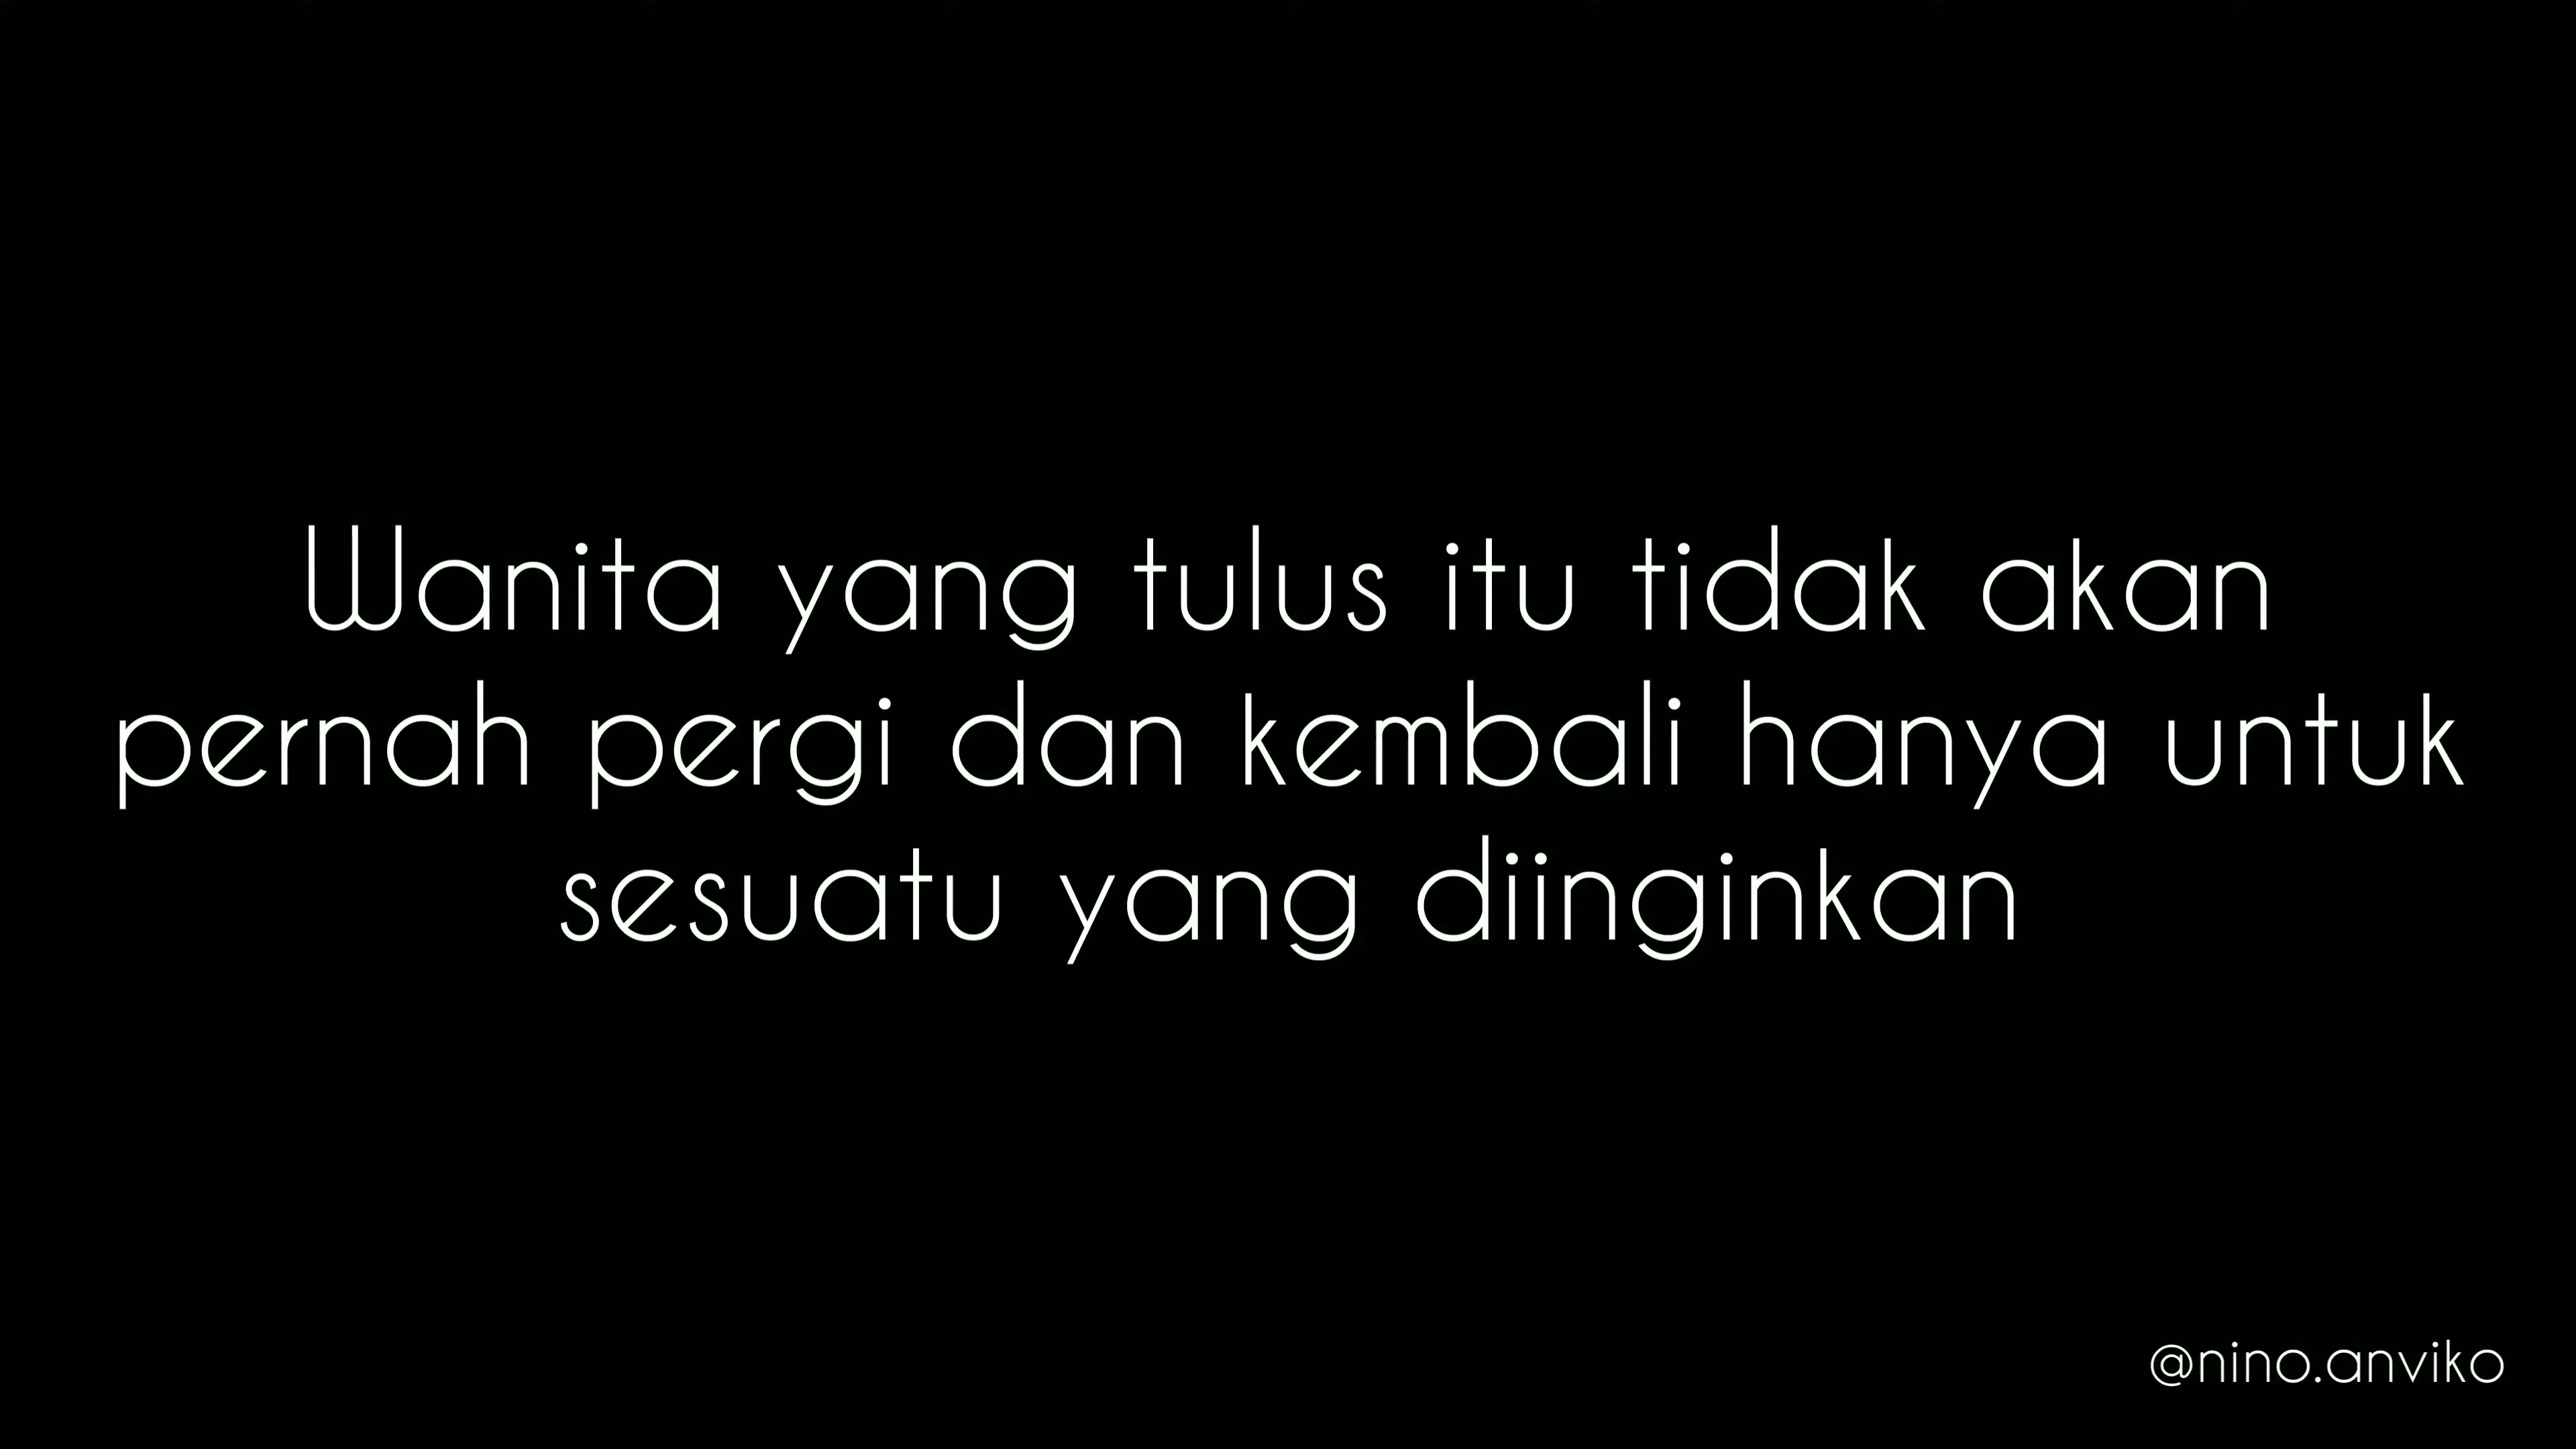 Wanita yang tulus itu tidak akan
pernah pergi dan kembali hanya untuk
sesuatu yang diinginkan
@nino.anviko